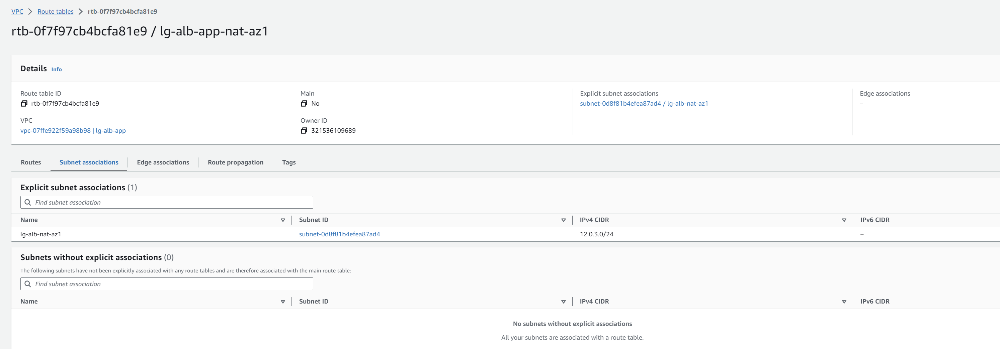 VPC > Route tables > rtb-0f7f97cb4bcfa81e9
rtb-0f7f97cb4bcfa81e9 / lg-alb-app-nat-az1
Details Info
Route table ID Main Explicit subnet associations Edge associations
rtb-0f7f97cb4bcfa81e9 No subnet-0d8f81b4efea87ad4 / lg-alb-nat-az1 –
VPC Owner ID
vpc-07ffe922f59a98b98 | lg-alb-app 321536109689
Routes Subnet associations Edge associations Route propagation Tags
Explicit subnet associations (1)
Find subnet association
Name Subnet ID IPv4 CIDR IPv6 CIDR
lg-alb-nat-az1 subnet-0d8f81b4efea87ad4 12.0.3.0/24 –
Subnets without explicit associations (0)
The following subnets have not been explicitly associated with any route tables and are therefore associated with the main route table:
Find subnet association
Name Subnet ID IPv4 CIDR IPv6 CIDR
No subnets without explicit associations
All your subnets are associated with a route table.